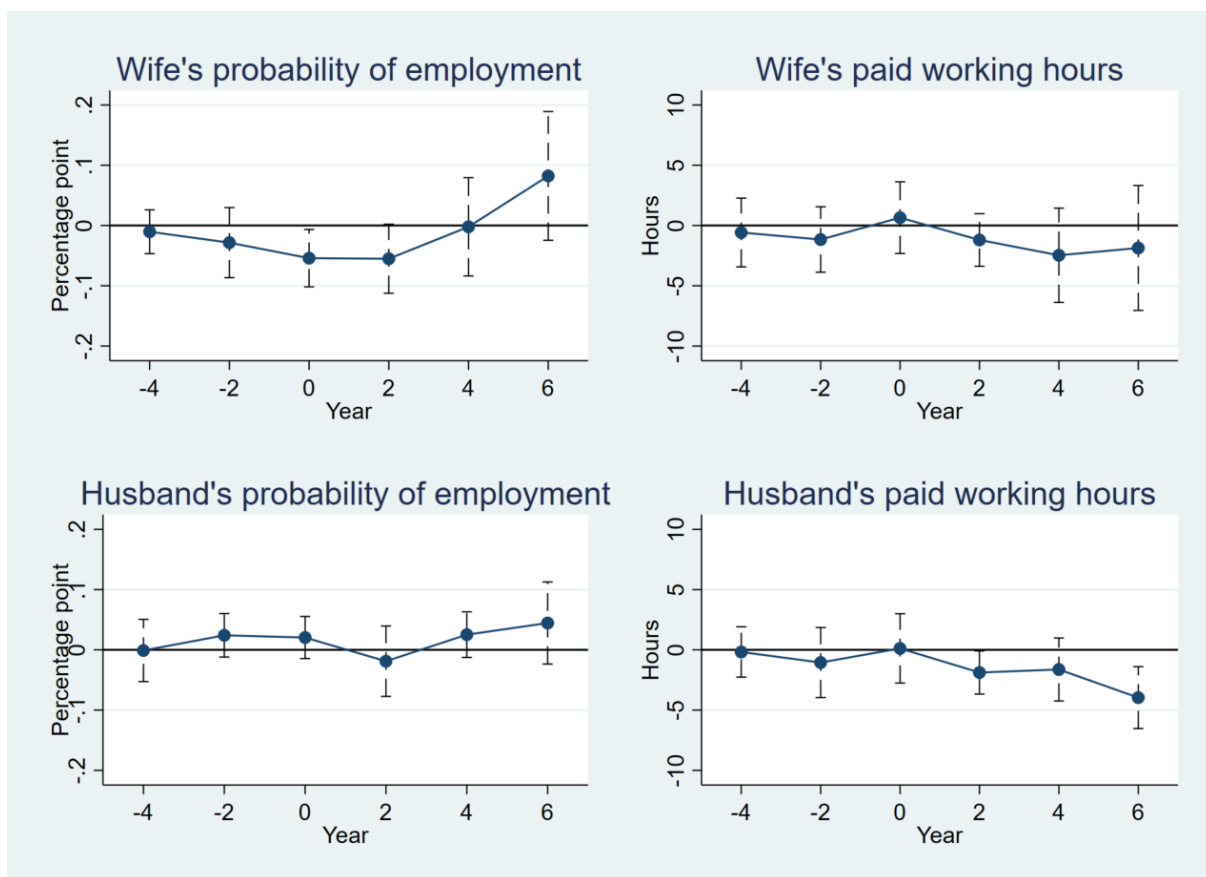 Wife's probability of employment
Percentage point
.2
.1
0
-.1
-.2
-4 -2 0 2 4 6
Year
Wife's paid working hours
Hours
10
5
0
-5
-10
-4 -2 0 2 4 6
Year
Husband's probability of employment
Percentage point
.2
.1
0
-.1
-.2
-4 -2 0 2 4 6
Year
Husband's paid working hours
Hours
10
5
0
-5
-10
-4 -2 0 2 4 6
Year